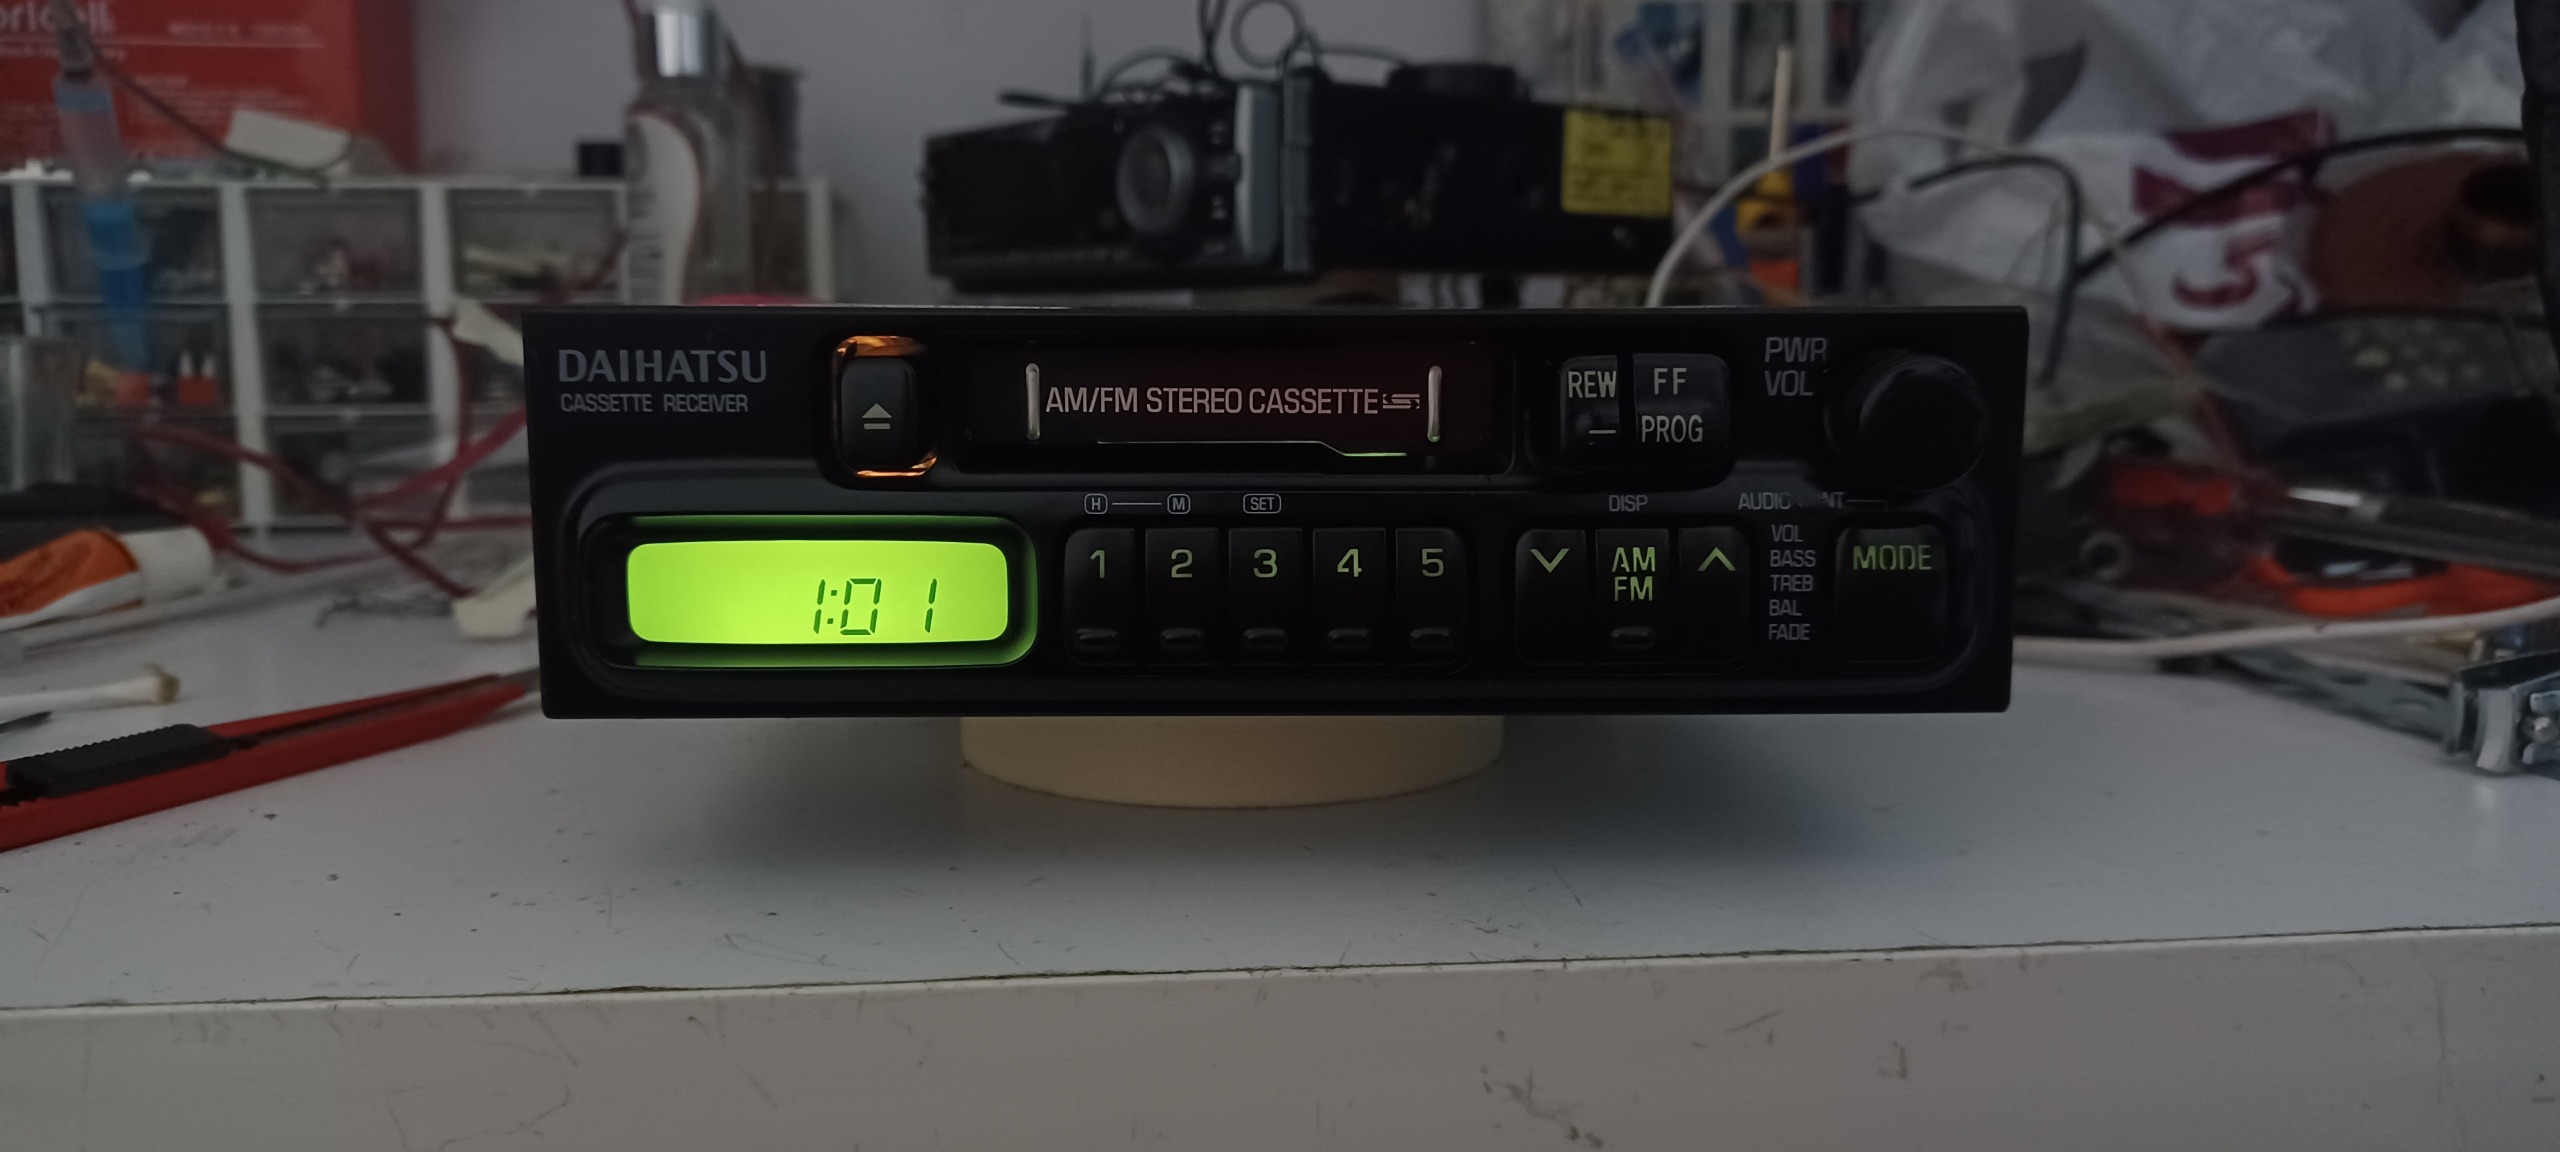 DAIHATSU
CASSETTE RECEIVER
AM/FM STEREO CASSETTE
REW
FF
PROG
PWR
VOL
H M SET
DISP
AUDIO
1 2 3 4 5
AM
FM
VOL
BASS
TREB
BAL
FADE
MODE
1:01